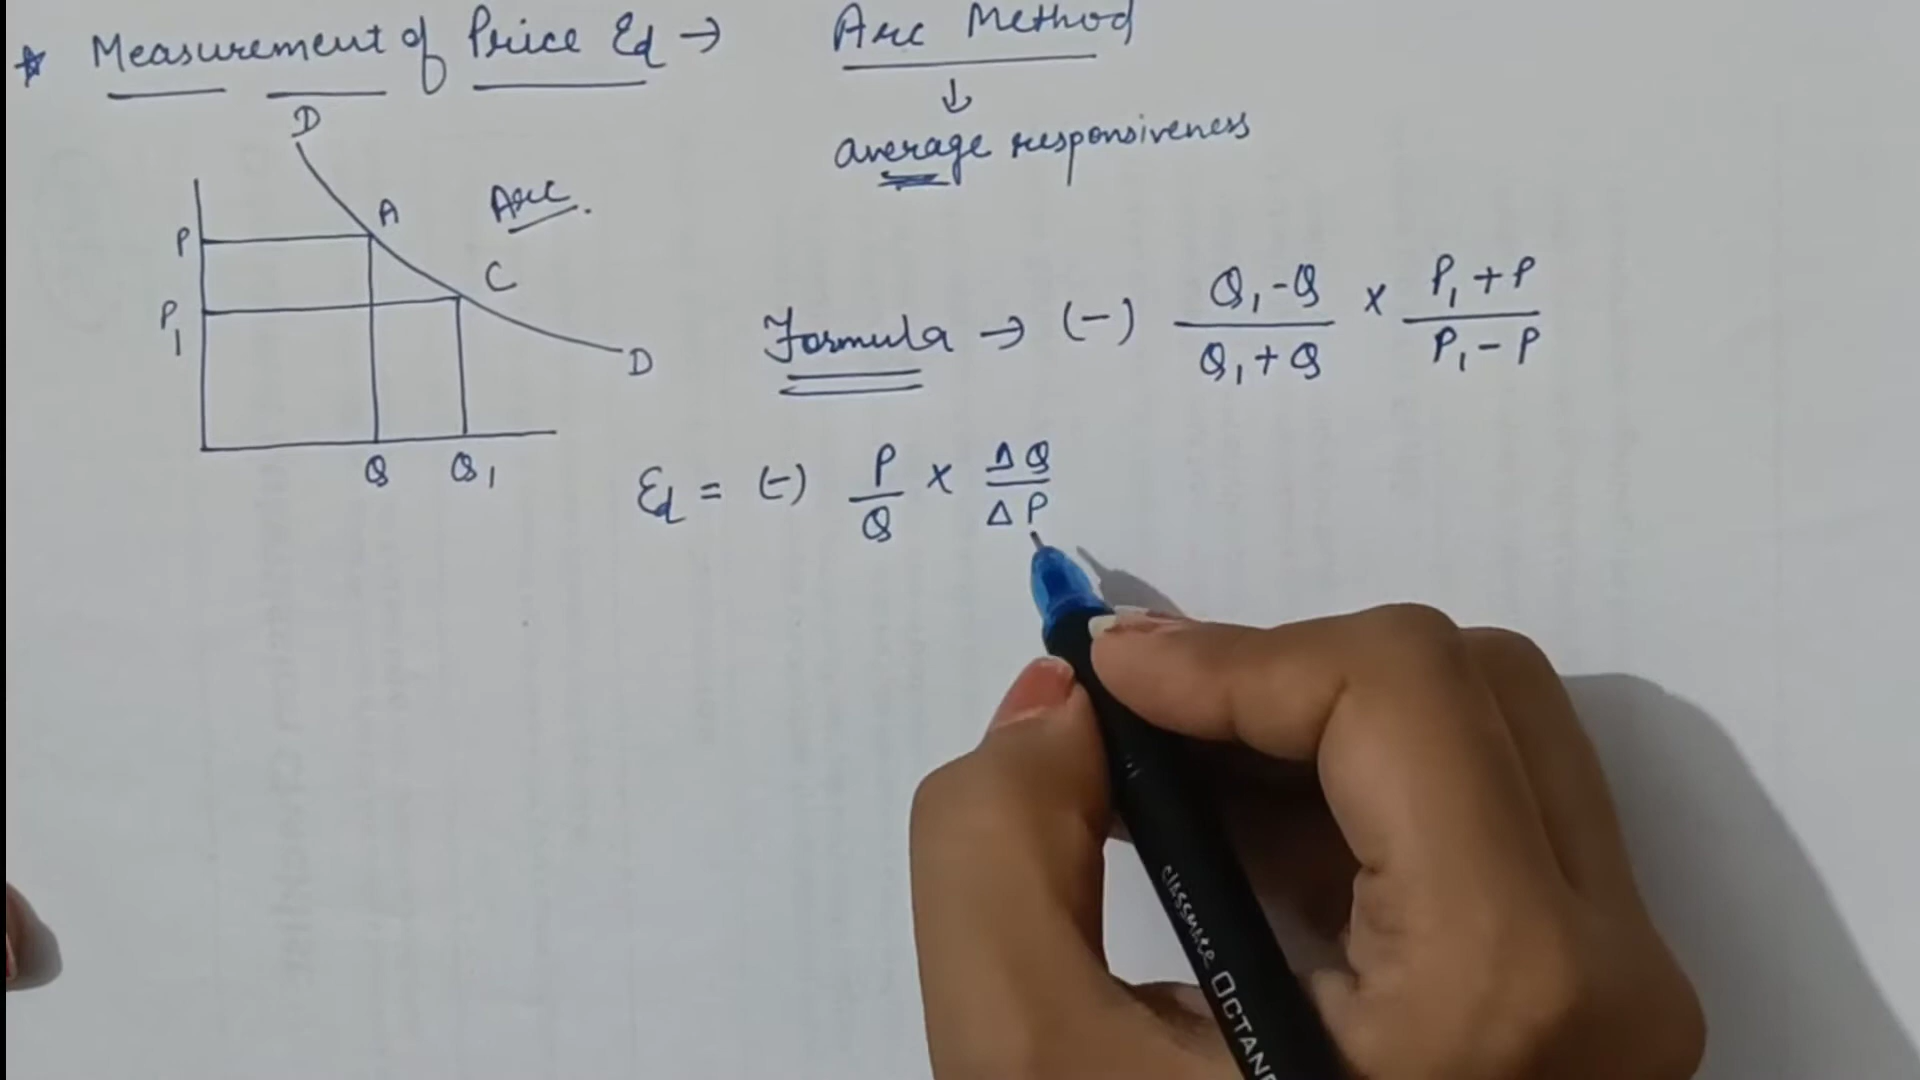 * Measurement of Price Ed → Arc Method
↓
average responsiveness
D
Arc.
A
P
C
P1
D
Q Q1
Formula → (-) Q1-Q / Q1+Q × P1+P / P1-P
Ed = (-) P/Q × ΔQ/ΔP
classmate OCTANE